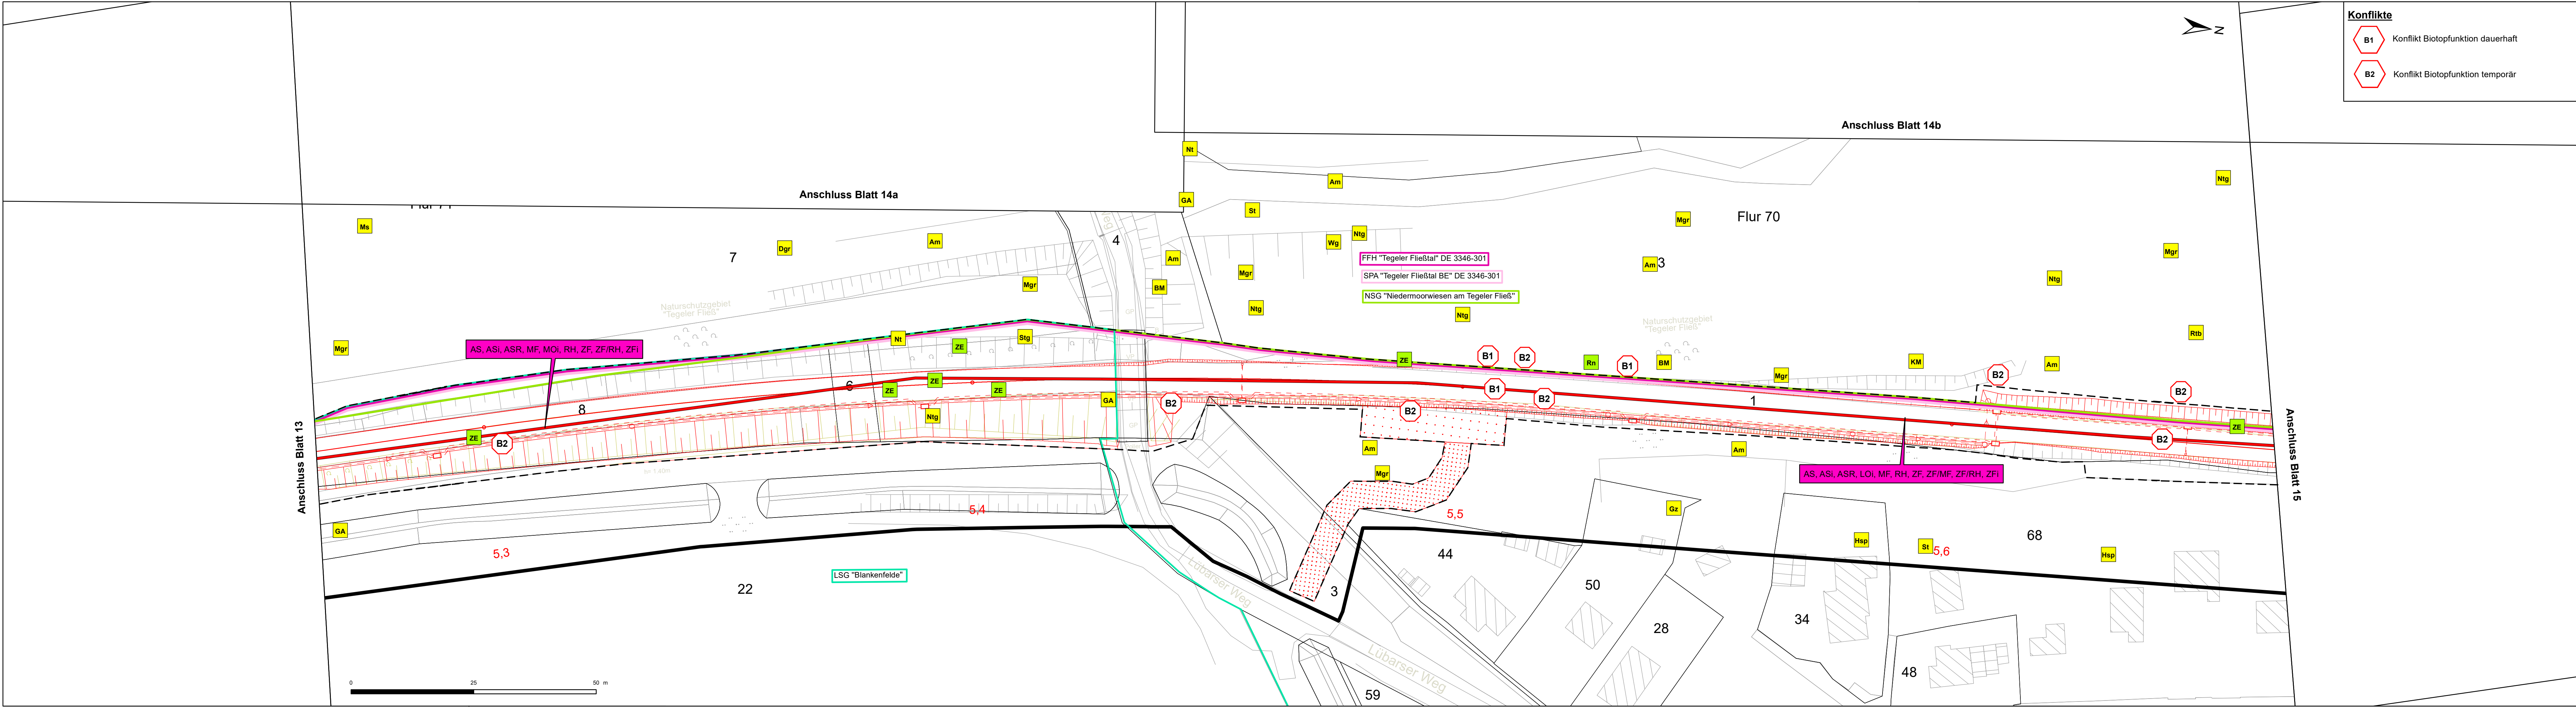 Konflikte
B1
Konflikt Biotopfunktion dauerhaft
B2
Konflikt Biotopfunktion temporär
N
Anschluss Blatt 14b
Anschluss Blatt 14a
Anschluss Blatt 13
Anschluss Blatt 15
Nt
Am
Ntg
GA
St
Mgr
Flur 70
Ms
Dgr
Am
4
7
Am
Wg
Ntg
FFH "Tegeler Fließtal" DE 3346-301
SPA "Tegeler Fließtal BE" DE 3346-301
NSG "Niedermoorwiesen am Tegeler Fließ"
Mgr
Am
3
Mgr
Ntg
Mgr
BM
Ntg
Ntg
Naturschutzgebiet
"Tegeler Fließ"
Naturschutzgebiet
"Tegeler Fließ"
Rtb
Mgr
AS, ASi, ASR, MF, MQi, RH, ZF, ZF/RH, ZFi
Nt
Stg
ZE
ZE
B1
B2
Rn
B1
BM
Mgr
KM
Am
B2
B2
6
ZE
ZE
ZE
8
Ntg
GA
B2
B2
B1
B2
1
ZE
ZE
B2
B2
Am
Mgr
Am
AS, ASi, ASR, LOi, MF, RH, ZF, ZF/MF, ZF/RH, ZFi
GA
5,3
5,4
5,5
Gz
Hsp
St
5,6
68
Hsp
22
LSG "Blankenfelde"
Lübarser Weg
3
44
50
28
34
48
Lübarser Weg
59
0 25 50 m